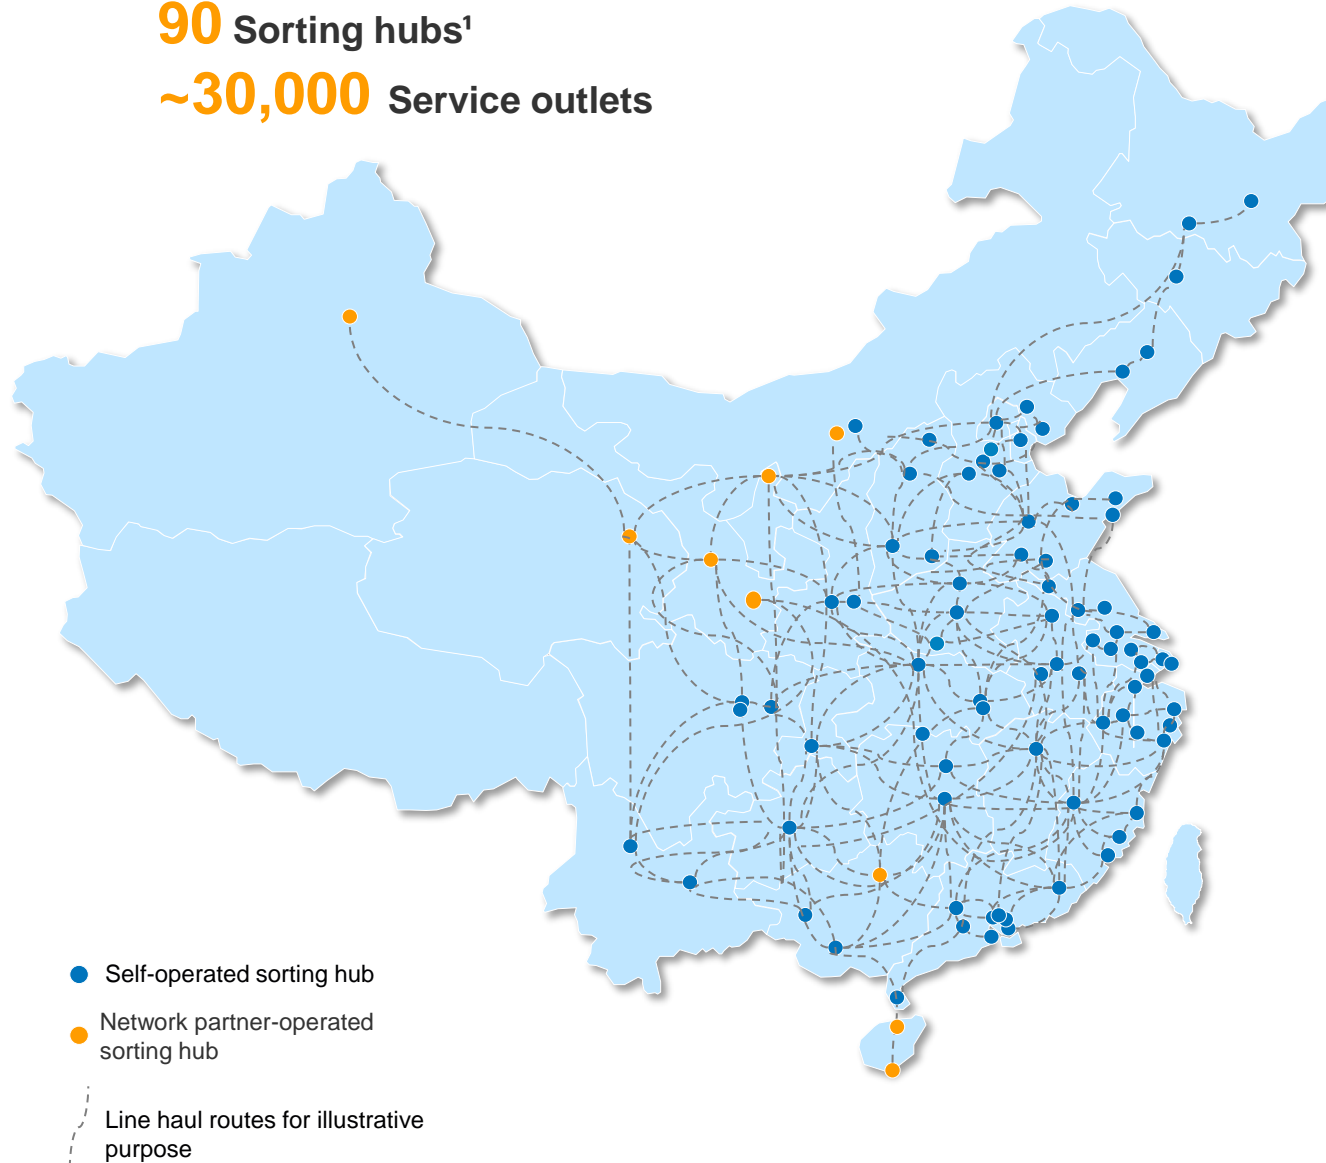 90 Sorting hubs¹
~30,000 Service outlets
Self-operated sorting hub
Network partner-operated
sorting hub
Line haul routes for illustrative
purpose